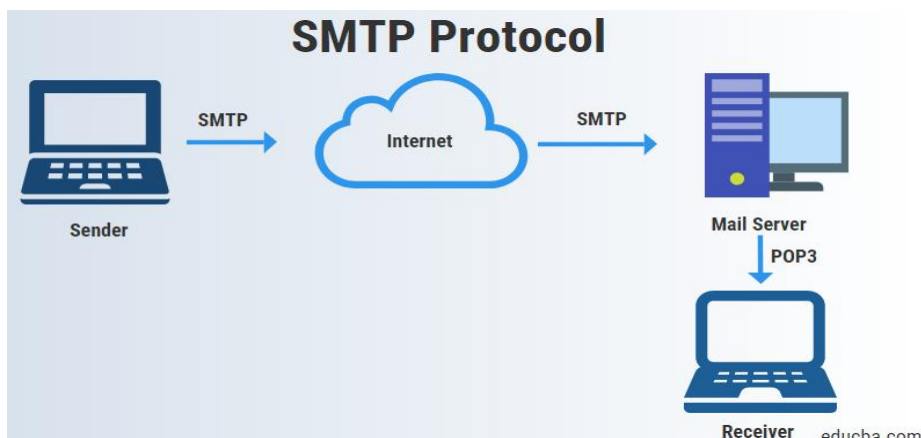 SMTP Protocol
SMTP
Internet
SMTP
Sender
Mail Server
POP3
Receiver
educba.com